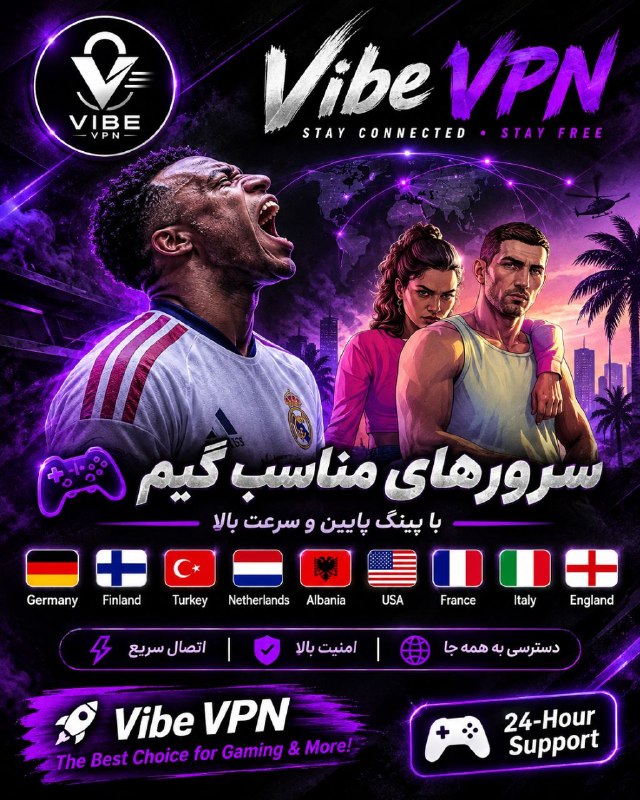 VIBE
VPN
Vibe VPN
STAY CONNECTED • STAY FREE
سرورهای مناسب گیم
با پینگ پایین و سرعت بالا
Germany
Finland
Turkey
Netherlands
Albania
USA
France
Italy
England
دسترسی به همه جا | امنیت بالا | اتصال سریع
Vibe VPN
The Best Choice for Gaming & More!
24-Hour
Support